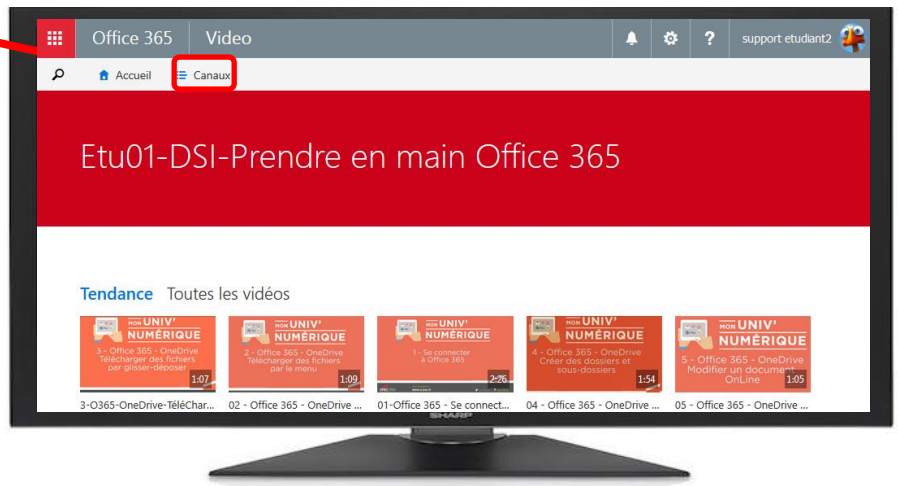 Office 365 Video ? support etudiant2
Accueil Canaux
Etu01-DSI-Prendre en main Office 365
Tendance Toutes les vidéos
MON UNIV' NUMÉRIQUE
3 - Office 365 - OneDrive
Télécharger des fichiers
par glisser-déposer
1:07
MON UNIV' NUMÉRIQUE
2 - Office 365 - OneDrive
Télécharger des fichiers
par le menu
1:09
MON UNIV' NUMÉRIQUE
1 - Se connecter
à Office 365
2:26
MON UNIV' NUMÉRIQUE
4 - Office 365 - OneDrive
Créer des dossiers et
sous-dossiers
1:54
MON UNIV' NUMÉRIQUE
5 - Office 365 - OneDrive
Modifier un document
OnLine
1:05
3-O365-OneDrive-TéléChar... 02 - Office 365 - OneDrive ... 01-Office 365 - Se connect... 04 - Office 365 - OneDrive ... 05 - Office 365 - OneDrive ...
SHARP